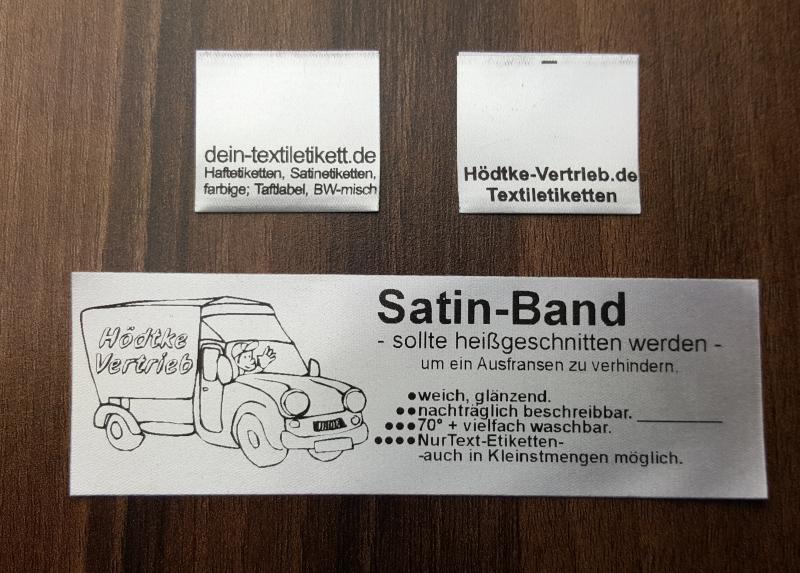 dein-textiletikett.de
Haftetiketten, Satinetiketten,
farbige; Taftlabel, BW-misch
Hödtke-Vertrieb.de
Textiletiketten
Hödtke
Vertrieb
Satin-Band
- sollte heißgeschnitten werden -
um ein Ausfransen zu verhindern.
●weich, glänzend.
●●nachträglich beschreibbar. ________
●●●70° + vielfach waschbar.
●●●●NurText-Etiketten-
-auch in Kleinstmengen möglich.